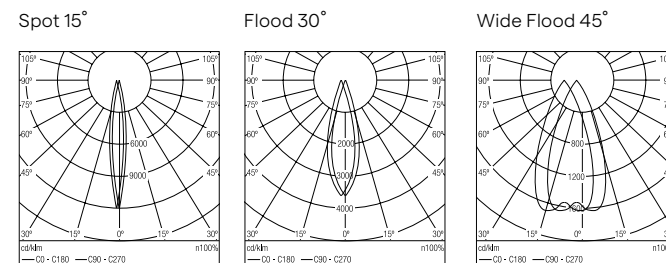 Spot 15°
Flood 30°
Wide Flood 45°
105° 105°
90° 90°
75° 75°
60° 60°
45° 45°
6000
9000
30° 15° 0° 15° 30°
cd/klm n100%
C0 - C180 C90 - C270
105° 105°
90° 90°
75° 75°
60° 60°
45° 45°
2000
3000
4000
30° 15° 0° 15° 30°
cd/klm n100%
C0 - C180 C90 - C270
105°
90°
75°
60°
45°
800
1200
1600
30° 15° 0° 15°
cd/klm n100%
C0 - C180 C90 - C270